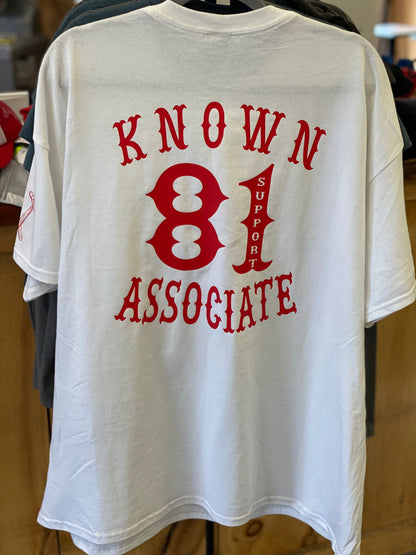 KNOWN
81
SUPPORT
ASSOCIATE